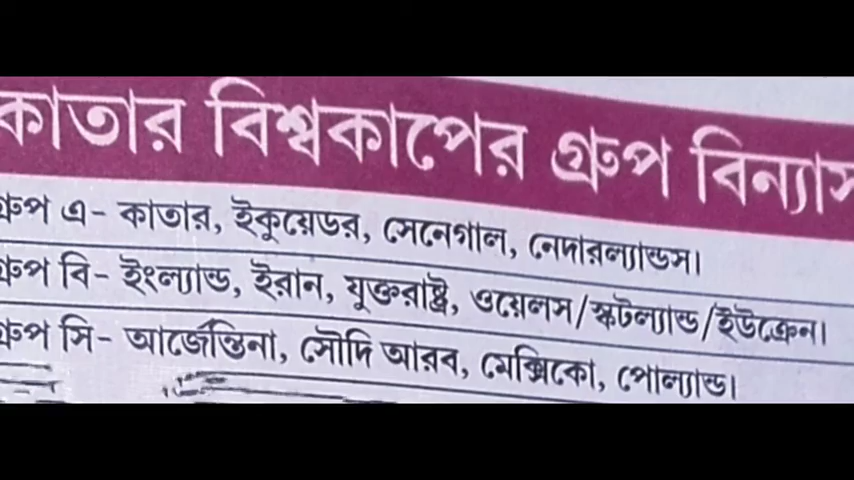 কাতার বিশ্বকাপের গ্রুপ বিন্যাস
গ্রুপ এ- কাতার, ইকুয়েডর, সেনেগাল, নেদারল্যান্ডস।
গ্রুপ বি- ইংল্যান্ড, ইরান, যুক্তরাষ্ট্র, ওয়েলস/স্কটল্যান্ড/ইউক্রেন।
গ্রুপ সি- আর্জেন্তিনা, সৌদি আরব, মেক্সিকো, পোল্যান্ড।